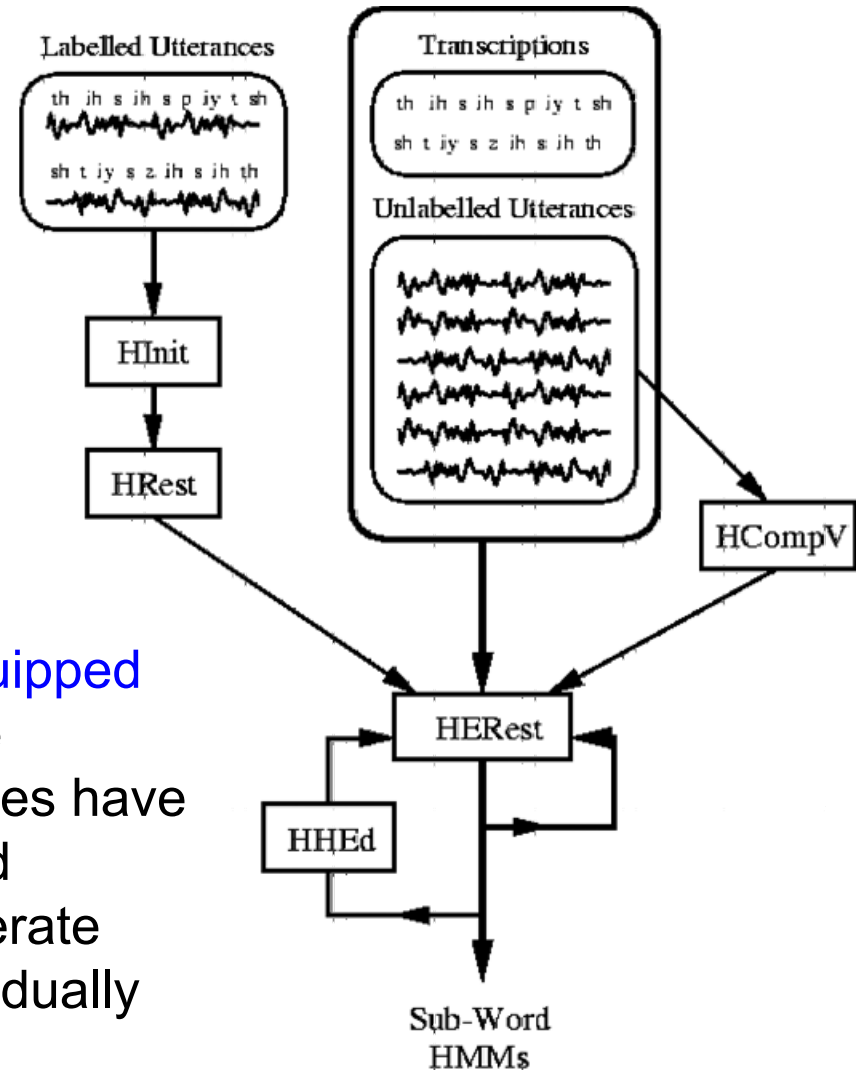 Labelled Utterances
th ih s ih s p iy t sh
sh t iy s z ih s ih th
HInit
HRest
Transcriptions
th ih s ih s p iy t sh
sh t iy s z ih s ih th
Unlabelled Utterances
HCompV
HERest
HHEd
Sub-Word
HMMs
uipped
es have
d
erate
dually